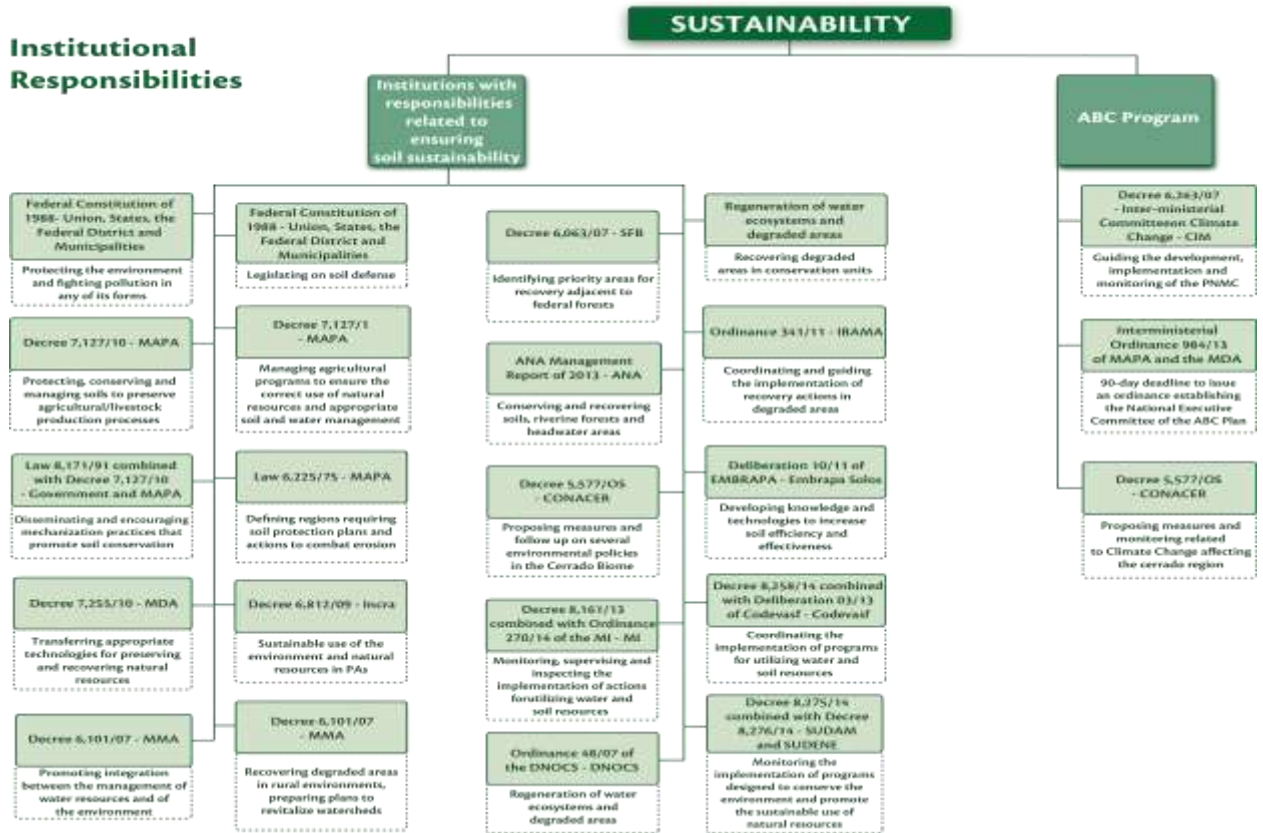 SUSTAINABILITY
Institutional
Responsibilities
Institutions with
responsibilities
related to
ensuring
soil sustainability
ABC Program
Federal Constitution of
1988- Union, States, the
Federal District and
Municipalities
Protecting the environment
and fighting pollution in
any of its forms
Decree 7,127/10 - MAPA
Protecting, conserving and
managing soils to preserve
agricultural/livestock
production processes
Law 8,171/91 combined
with Decree 7,127/10
- Government and MAPA
Disseminating and encouraging
mechanization practices that
promote soil conservation
Decree 7,255/10 - MDA
Transferring appropriate
technologies for preserving
and recovering natural
resources
Decree 6,101/07 - MMA
Promoting integration
between the management of
water resources and of
the environment
Federal Constitution of
1988 - Union, States, the
Federal District and
Municipalities
Legislating on soil defense
Decree 7,127/1
- MAPA
Managing agricultural
programs to ensure the
correct use of natural
resources and appropriate
soil and water management
Law 6,225/75 - MAPA
Defining regions requiring
soil protection plans and
actions to combat erosion
Decree 6,812/09 - Incra
Sustainable use of the
environment and natural
resources in PAs
Decree 6,101/07
- MMA
Recovering degraded areas
in rural environments,
preparing plans to
revitalize watersheds
Decree 6,063/07 - SFB
Identifying priority areas for
recovery adjacent to
federal forests
ANA Management
Report of 2013 - ANA
Conserving and recovering
soils, riverine forests and
headwater areas
Decree 5,577/OS
- CONACER
Proposing measures and
follow up on several
environmental policies
in the Cerrado Biome
Decree 8,161/13
combined with Ordinance
270/14 of the MI - MI
Monitoring, supervising and
inspecting the
implementation of actions
forutilizing water and
soil resources
Ordinance 48/07 of
the DNOCS - DNOCS
Regeneration of water
ecosystems and
degraded areas
Regeneration of water
ecosystems and
degraded areas
Recovering degraded
areas in conservation units
Ordinance 341/11 - IBAMA
Coordinating and guiding
the implementation of
recovery actions in
degraded areas
Deliberation 10/11 of
EMBRAPA - Embrapa Solos
Developing knowledge and
technologies to increase
soil efficiency and
effectiveness
Decree 8,258/14 combined
with Deliberation 03/13
of Codevasf - Codevasf
Coordinating the
implementation of programs
for utilizing water and
soil resources
Decree 8,275/14
combined with Decree
8,276/14 - SUDAM
and SUDENE
Monitoring the
implementation of programs
designed to conserve the
environment and promote
the sustainable use of
natural resources
Decree 6,263/07
- Inter-ministerial
Committeeon Climate
Change - CIM
Guiding the development,
implementation and
monitoring of the PNMC
Interministerial
Ordinance 984/13
of MAPA and the MDA
90-day deadline to issue
an ordinance establishing
the National Executive
Committee of the ABC Plan
Decree 5,577/OS
- CONACER
Proposing measures and
monitoring related
to Climate Change affecting
the cerrado region